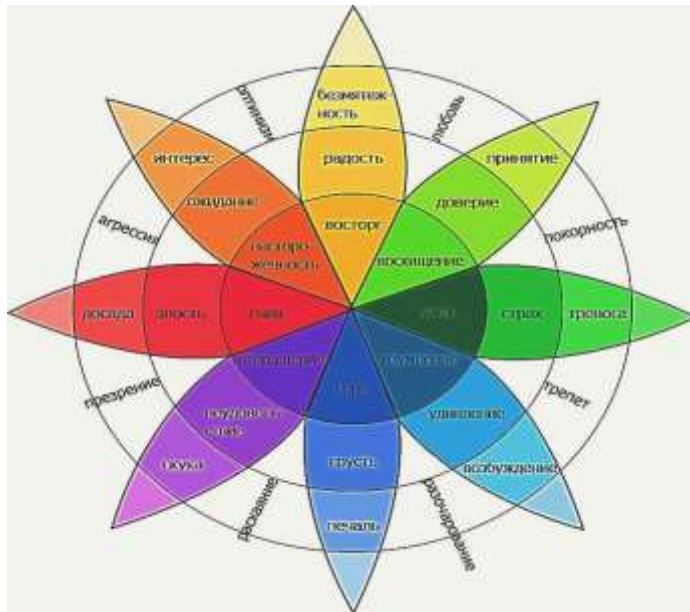 безмятеж-
ность
оптимизм
любовь
интерес
радость
принятие
ожидание
доверие
агрессия
восторг
покорность
насторо-
женность
восхищение
досада
злость
гнев
страх
тревога
презрение
трепет
удивление
скука
грусть
возбуждение
раскаяние
печаль
разочарование